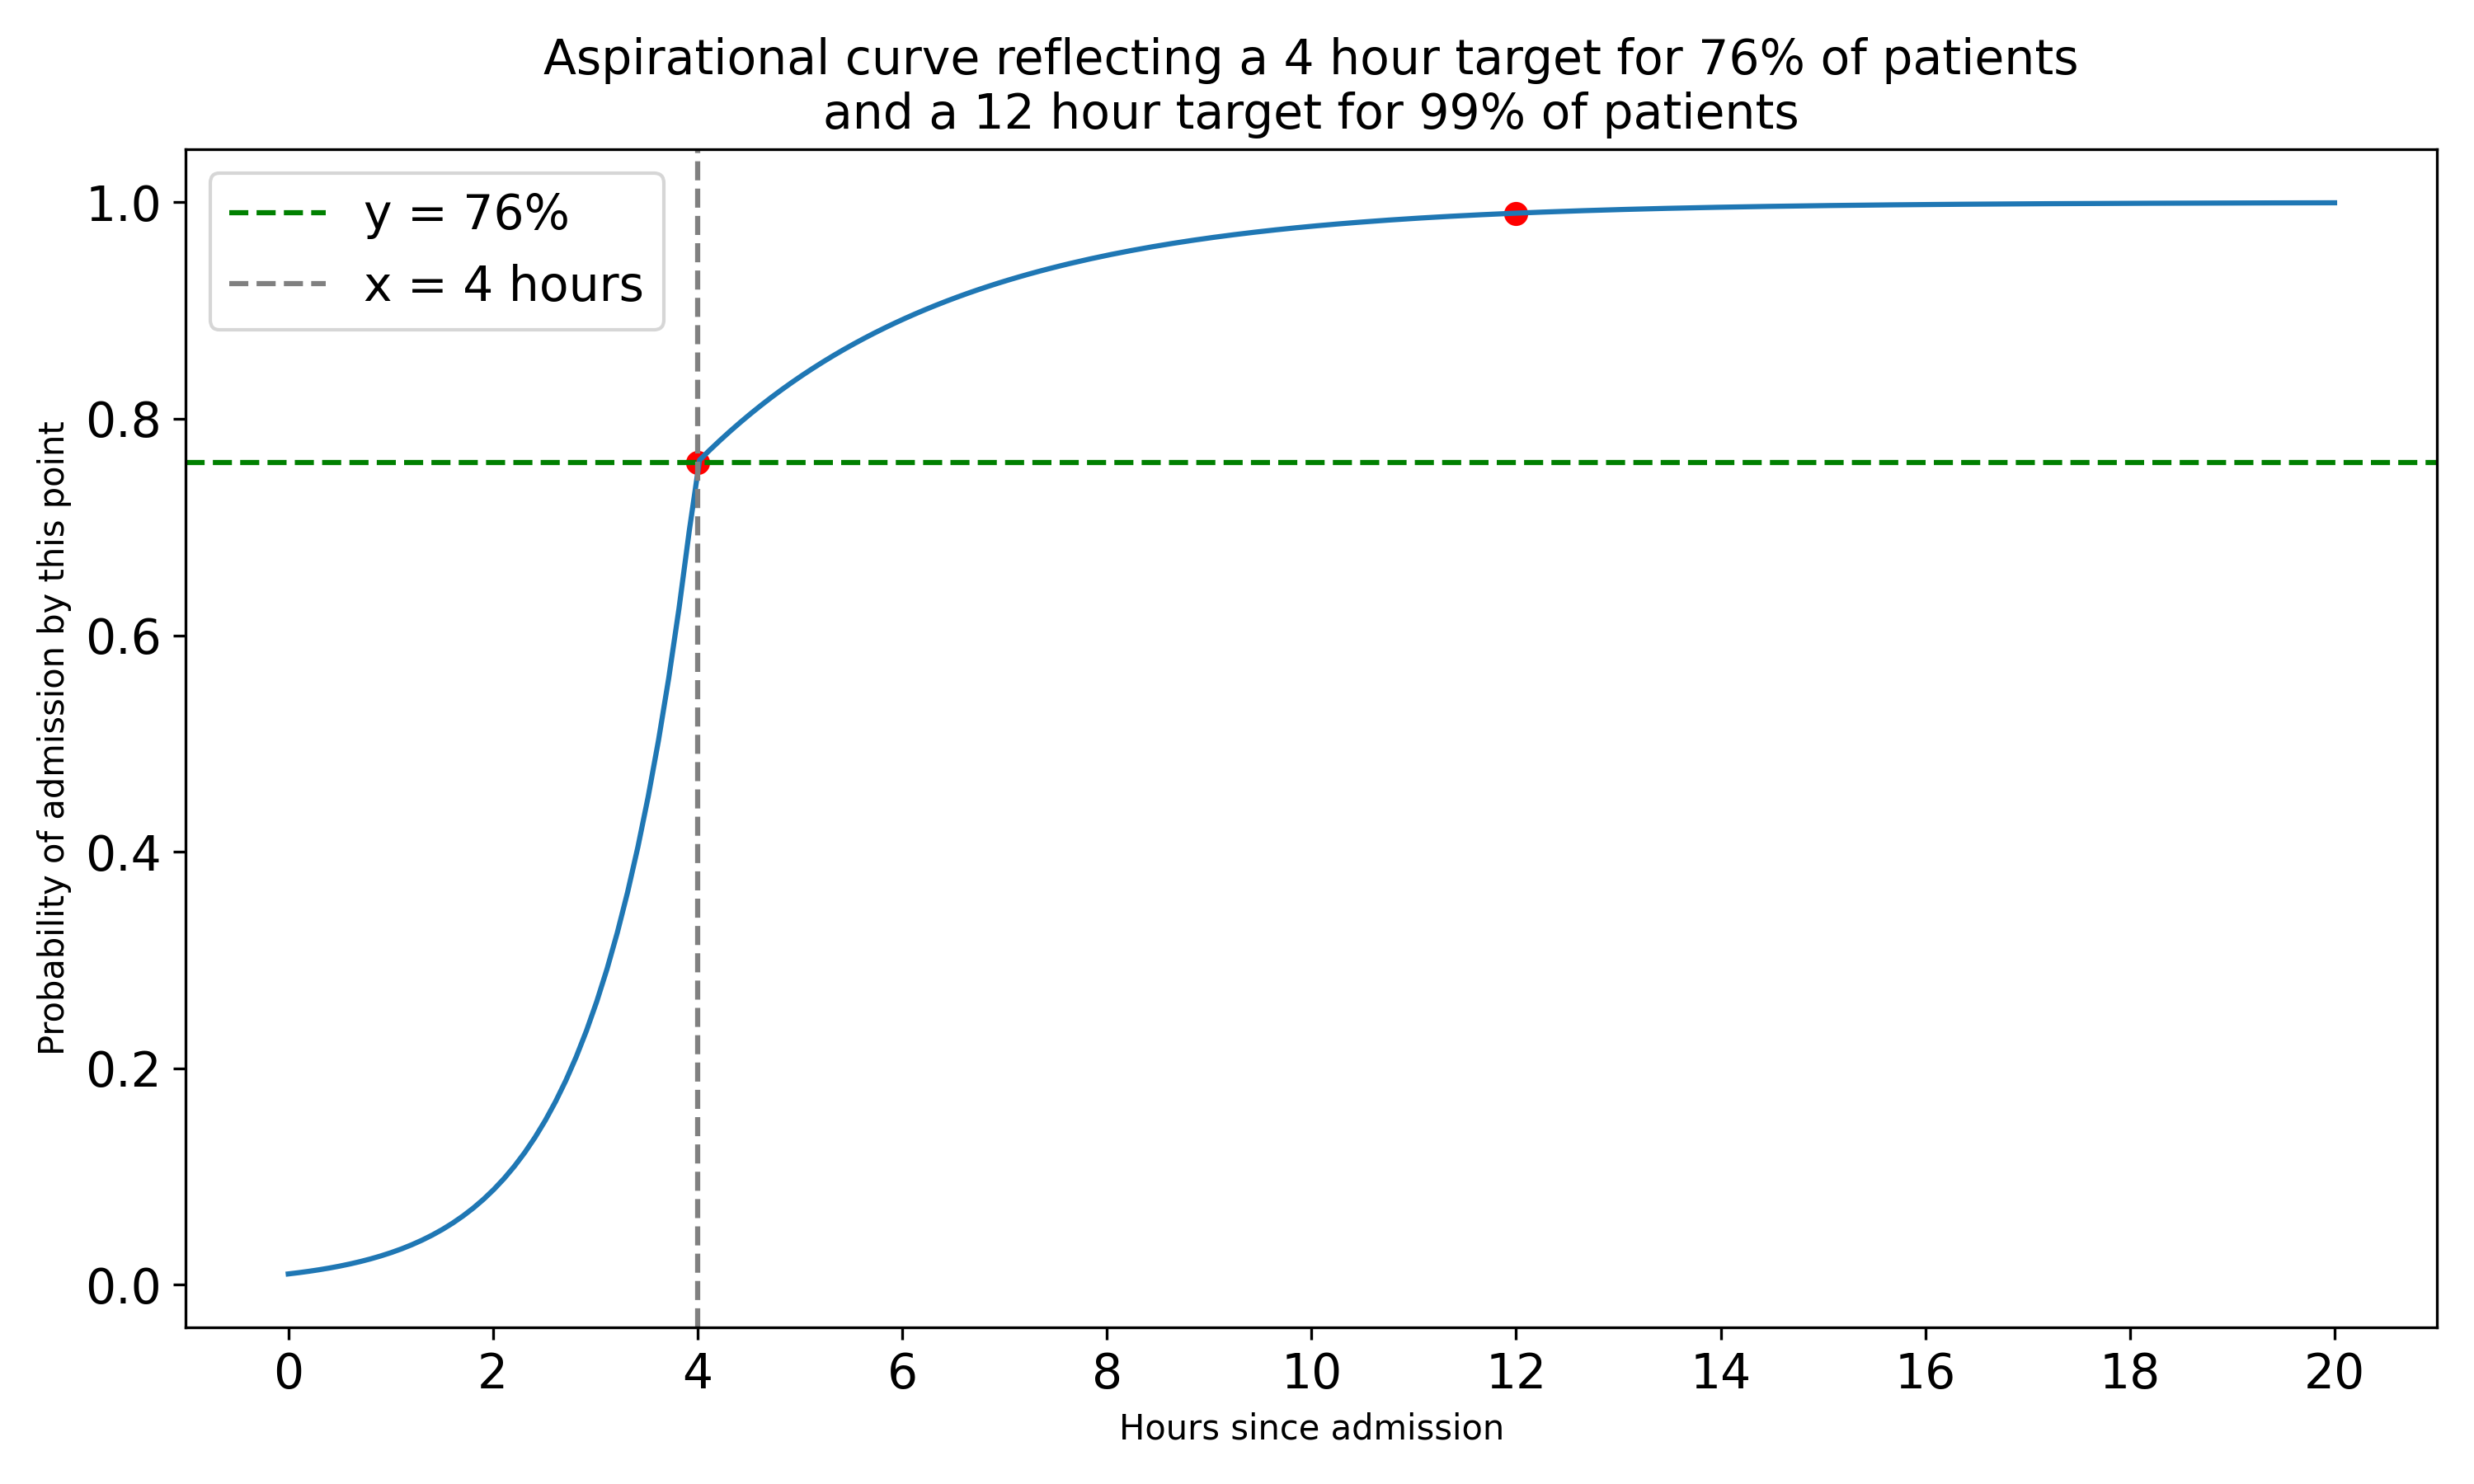 Aspirational curve reflecting a 4 hour target for 76% of patients
and a 12 hour target for 99% of patients
y = 76%
x = 4 hours
Probability of admission by this point
1.0
0.8
0.6
0.4
0.2
0.0
0 2 4 6 8 10 12 14 16 18 20
Hours since admission